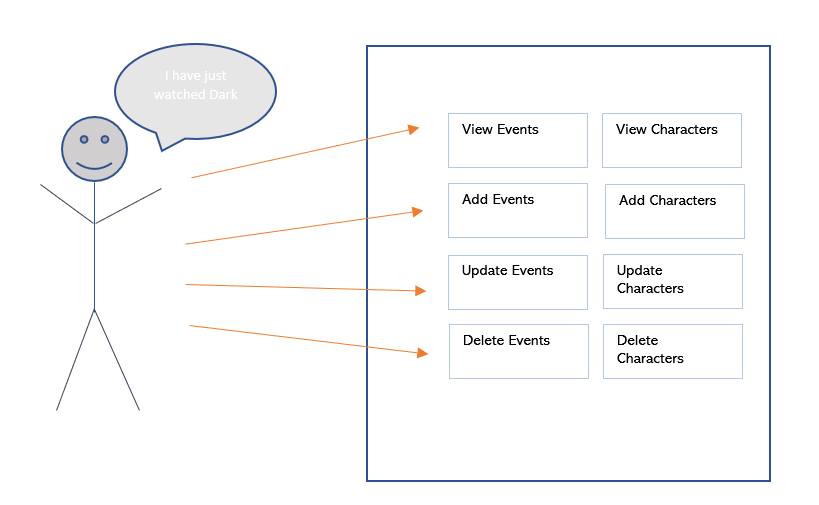 I have just
watched Dark
View Events
View Characters
Add Events
Add Characters
Update Events
Update
Characters
Delete Events
Delete
Characters